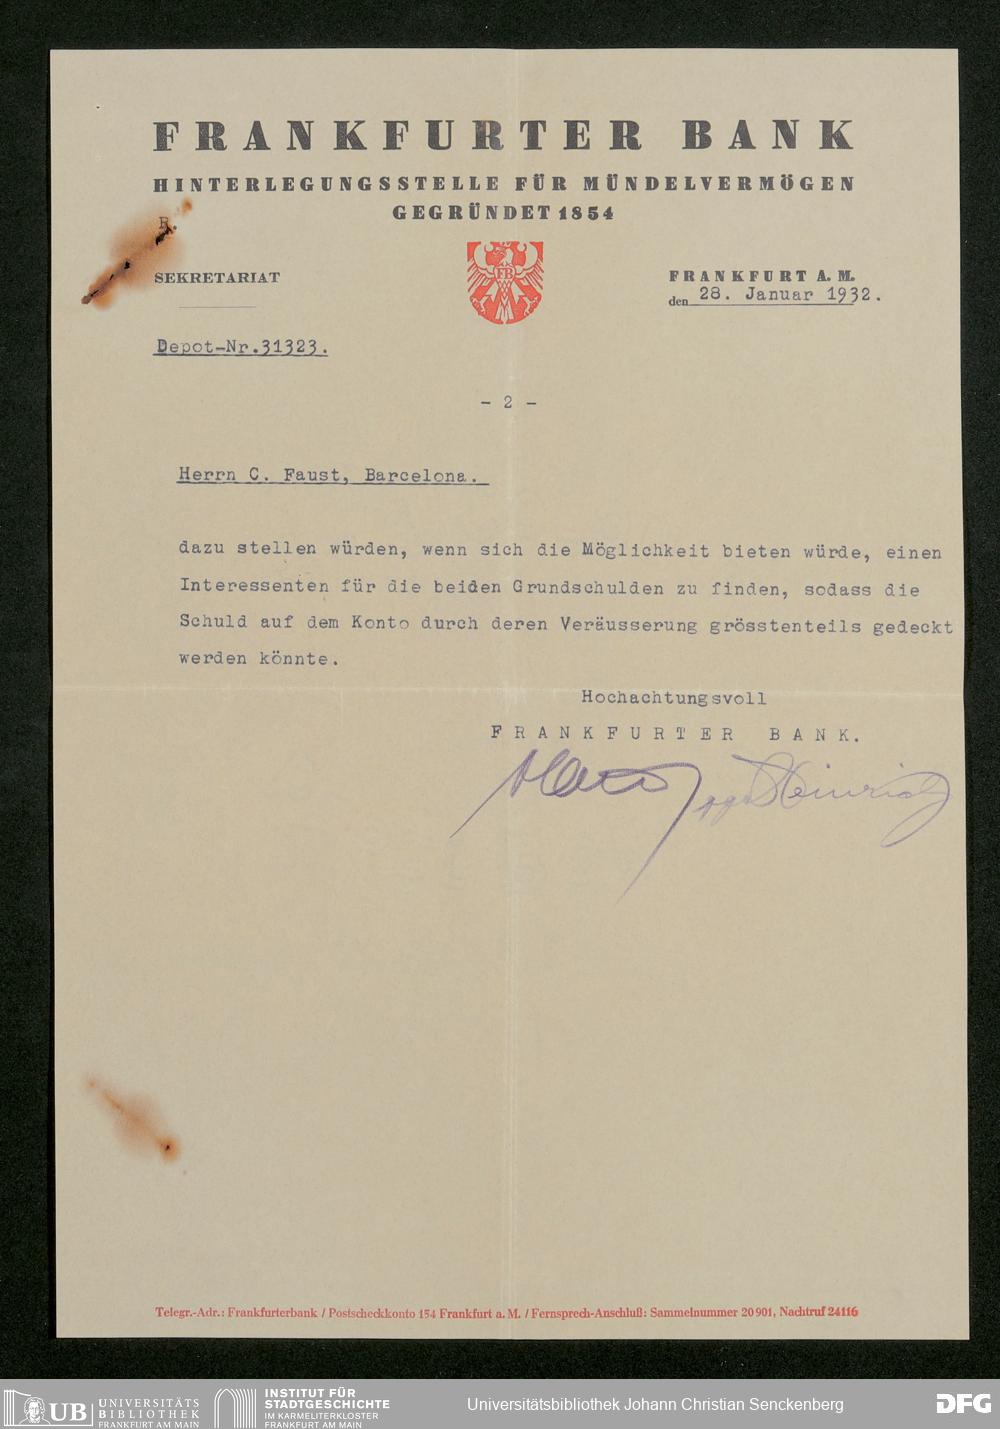 FRANKFURTER BANK
HINTERLEGUNGSSTELLE FÜR MÜNDELVERMÖGEN
GEGRÜNDET 1854
R.
SEKRETARIAT
FB
FRANKFURT A. M.
den 28. Januar 1932.
Depot-Nr.31323.
- 2 -
Herrn C. Faust, Barcelona.
dazu stellen würden, wenn sich die Möglichkeit bieten würde, einen
Interessenten für die beiden Grundschulden zu finden, sodass die
Schuld auf dem Konto durch deren Veräusserung grösstenteils gedeckt
werden könnte.
Hochachtungsvoll
FRANKFURTER BANK.
ppa Heinrich
Telegr.-Adr.: Frankfurterbank / Postscheckkonto 154 Frankfurt a. M. / Fernsprech-Anschluß: Sammelnummer 20901, Nachtruf 24116
UB UNIVERSITÄTS
BIBLIOTHEK
FRANKFURT AM MAIN
INSTITUT FÜR
STADTGESCHICHTE
IM KARMELITERKLOSTER
FRANKFURT AM MAIN
Universitätsbibliothek Johann Christian Senckenberg
DFG